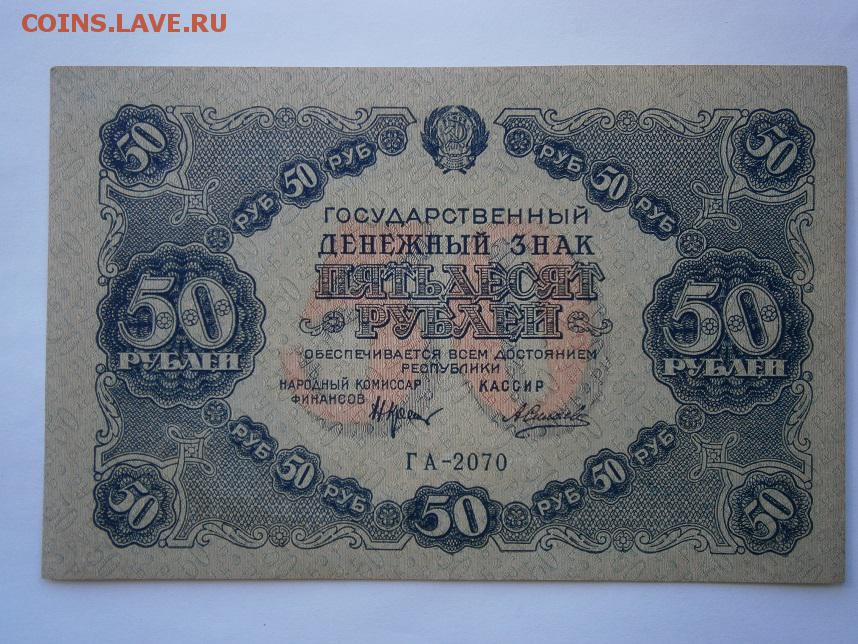 COINS.LAVE.RU
50
50
РУБ 50 РУБ
РУБ 50 РУБ
ГОСУДАРСТВЕННЫЙ
ДЕНЕЖНЫЙ ЗНАК
ПЯТЬДЕСЯТ
РУБЛЕЙ
50
50
50
РУБЛЕЙ
РУБЛЕЙ
ОБЕСПЕЧИВАЕТСЯ ВСЕМ ДОСТОЯНИЕМ
РЕСПУБЛИКИ
НАРОДНЫЙ КОМИССАР
ФИНАНСОВ
КАССИР
ГА-2070
РУБ 50 РУБ
РУБ 50 РУБ
50
50
50